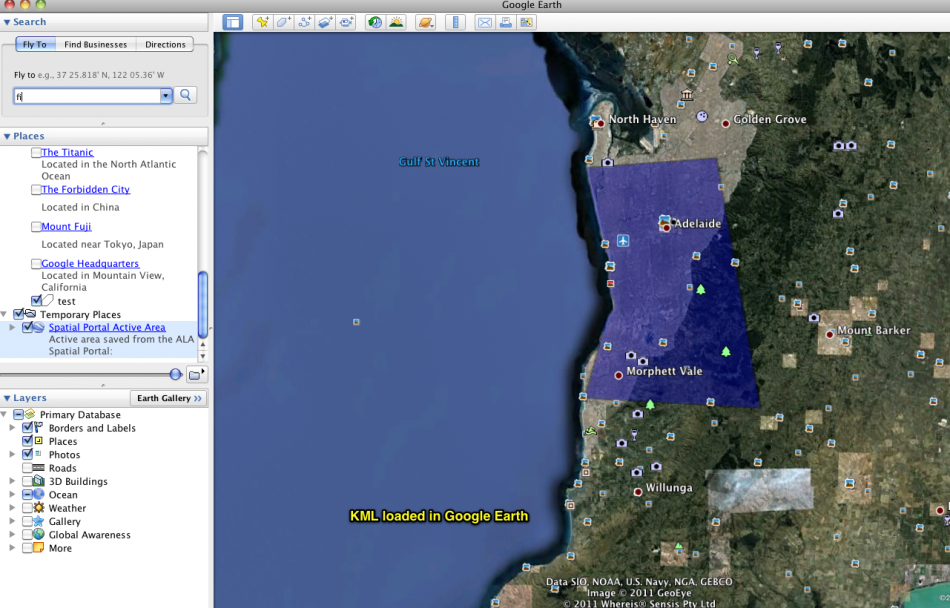 Google Earth
Search
Fly To Find Businesses Directions
Fly to e.g., 37 25.818' N, 122 05.36' W
fi
Places
The Titanic
Located in the North Atlantic
Ocean
The Forbidden City
Located in China
Mount Fuji
Located near Tokyo, Japan
Google Headquarters
Located in Mountain View,
California
test
Temporary Places
Spatial Portal Active Area
Active area saved from the ALA
Spatial Portal:
Layers
Earth Gallery >>
Primary Database
Borders and Labels
Places
Photos
Roads
3D Buildings
Ocean
Weather
Gallery
Global Awareness
More
North Haven
Golden Grove
Gulf St Vincent
Adelaide
Mount Barker
Morphett Vale
Willunga
KML loaded in Google Earth
Data SIO, NOAA, U.S. Navy, NGA, GEBCO
Image © 2011 GeoEye
© 2011 Whereis® Sensis Pty Ltd